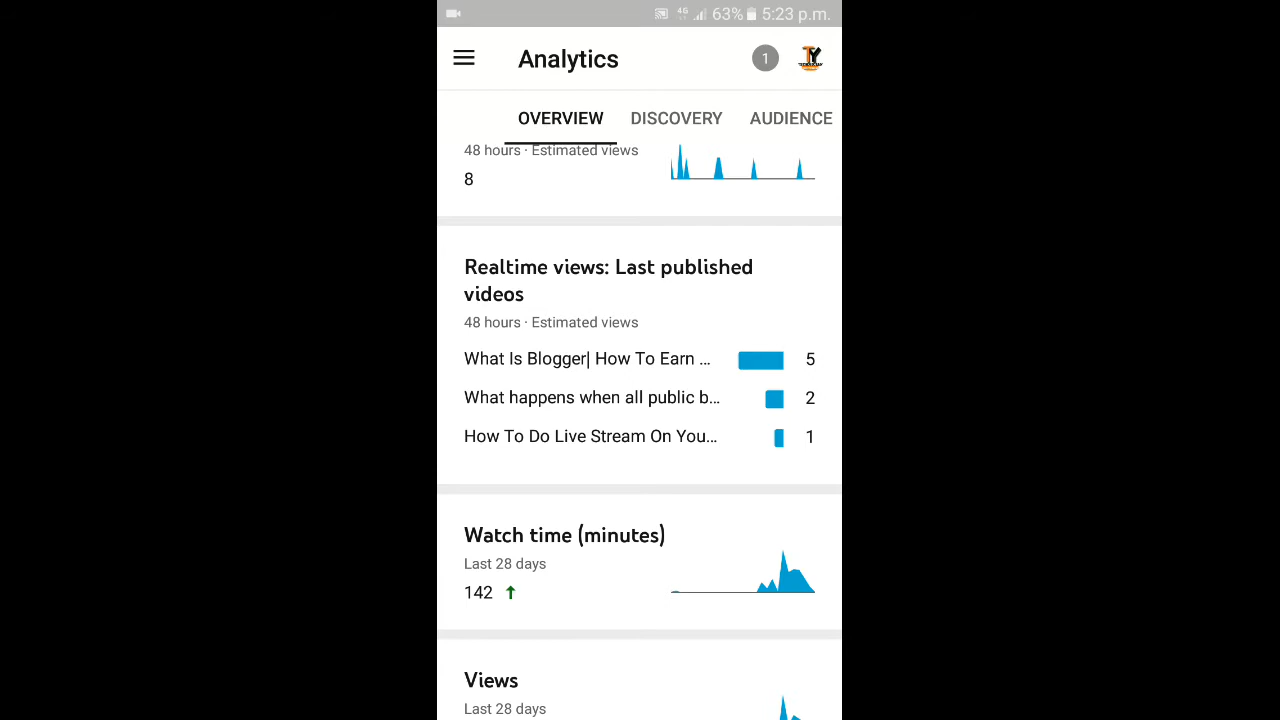 4G 63% 5:23 p.m.
Analytics 1
OVERVIEW DISCOVERY AUDIENCE
48 hours · Estimated views
8
Realtime views: Last published
videos
48 hours · Estimated views
What Is Blogger| How To Earn ... 5
What happens when all public b... 2
How To Do Live Stream On You... 1
Watch time (minutes)
Last 28 days
142
Views
Last 28 days